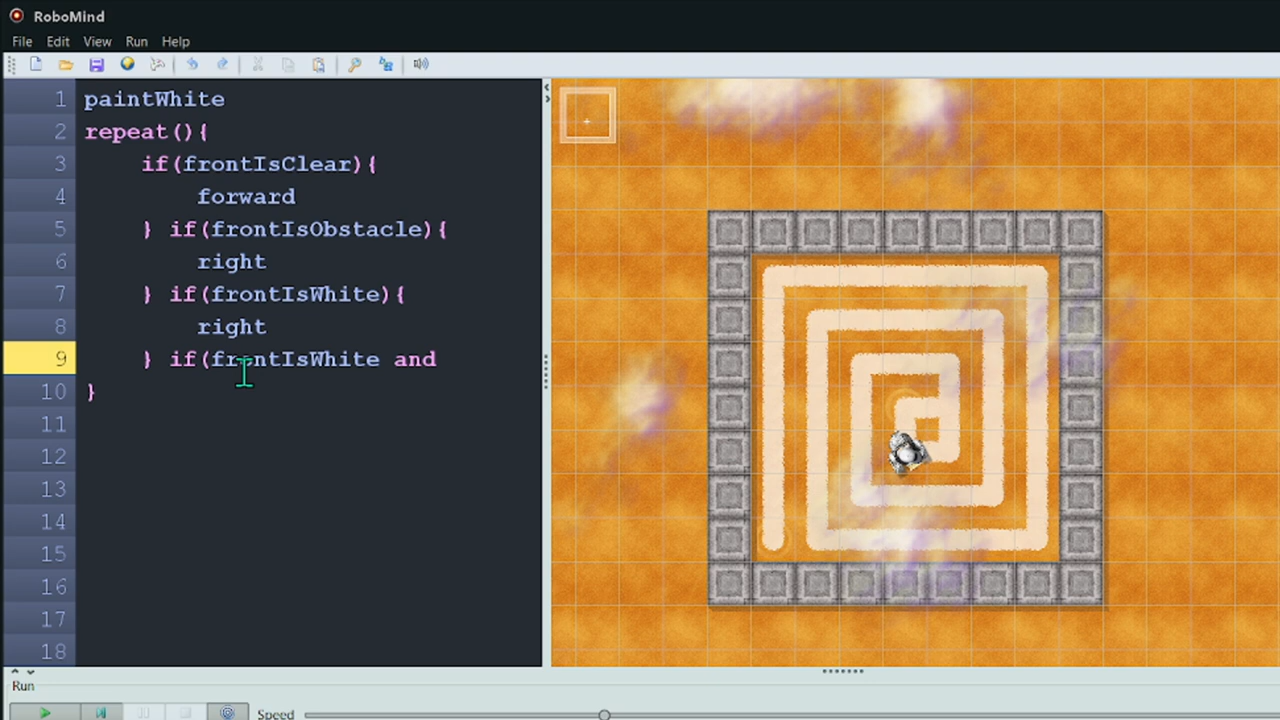 RoboMind
File Edit View Run Help
1 paintWhite
2 repeat(){
3 if(frontIsClear){
4 forward
5 } if(frontIsObstacle){
6 right
7 } if(frontIsWhite){
8 right
9 } if(frontIsWhite and
10 }
11
12
13
14
15
16
17
18
Run
Speed